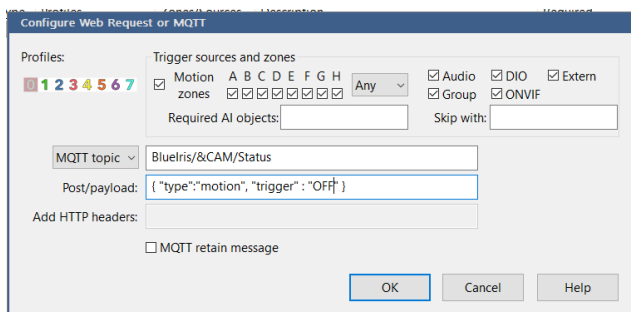 Configure Web Request or MQTT
Profiles:
Trigger sources and zones
0 1 2 3 4 5 6 7
Motion zones
A B C D E F G H
Any
Audio
DIO
Extern
Group
ONVIF
Required AI objects:
Skip with:
MQTT topic
BlueIris/&CAM/Status
Post/payload:
{ "type":"motion", "trigger" : "OFF" }
Add HTTP headers:
MQTT retain message
OK
Cancel
Help